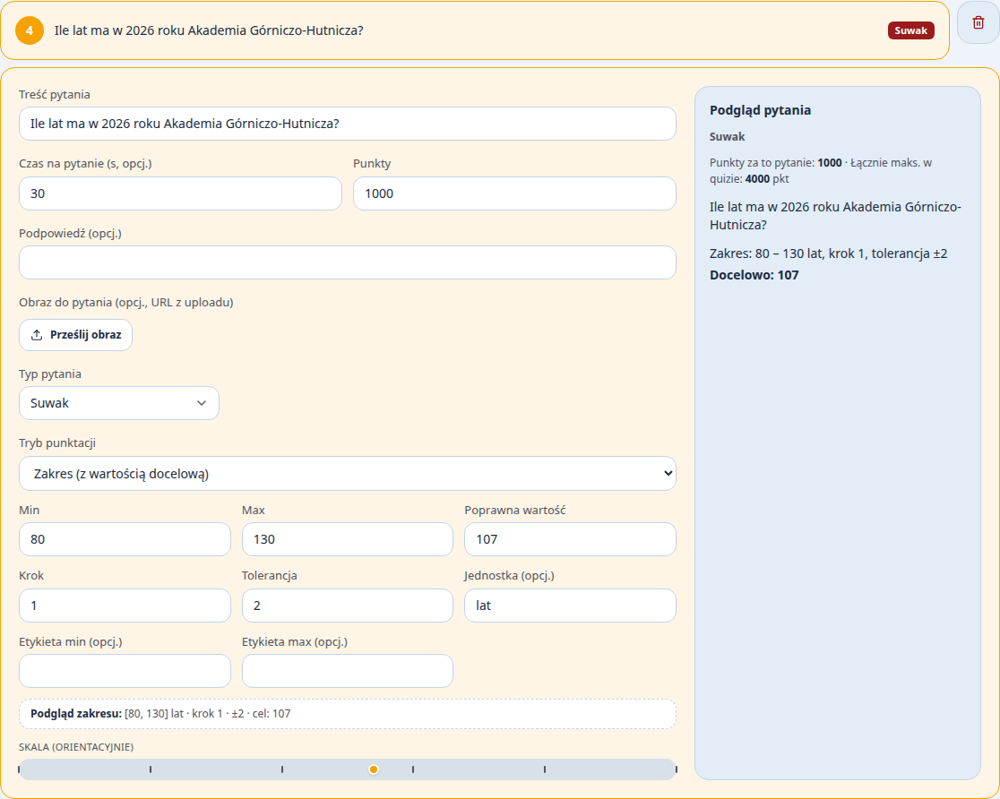 4
Ile lat ma w 2026 roku Akademia Górniczo-Hutnicza?
Suwak
Treść pytania
Ile lat ma w 2026 roku Akademia Górniczo-Hutnicza?
Czas na pytanie (s, opcj.)
Punkty
30
1000
Podpowiedź (opcj.)
Obraz do pytania (opcj., URL z uploadu)
Prześlij obraz
Typ pytania
Suwak
Tryb punktacji
Zakres (z wartością docelową)
Min
Max
Poprawna wartość
80
130
107
Krok
Tolerancja
Jednostka (opcj.)
1
2
lat
Etykieta min (opcj.)
Etykieta max (opcj.)
Podgląd zakresu: [80, 130] lat · krok 1 · ±2 · cel: 107
SKALA (ORIENTACYJNIE)
Podgląd pytania
Suwak
Punkty za to pytanie: 1000 · Łącznie maks. w
quizie: 4000 pkt
Ile lat ma w 2026 roku Akademia Górniczo-
Hutnicza?
Zakres: 80 – 130 lat, krok 1, tolerancja ±2
Docelowo: 107